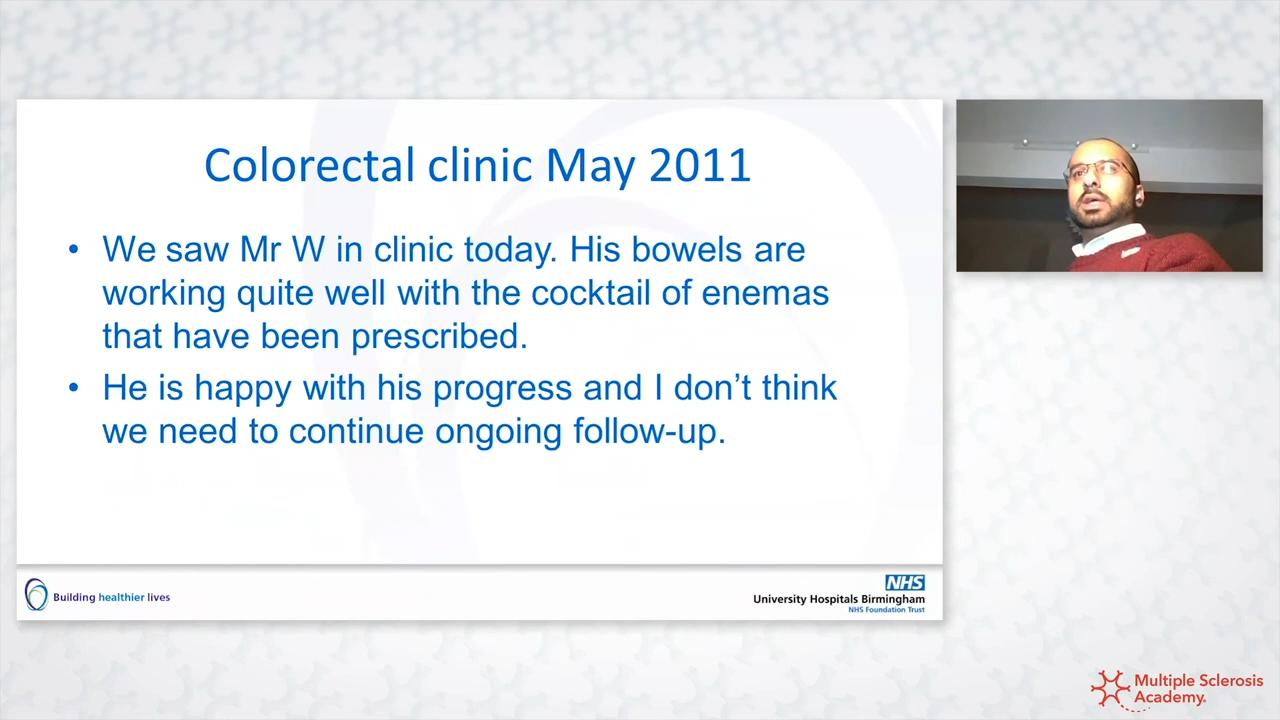 Colorectal clinic May 2011
• We saw Mr W in clinic today. His bowels are
working quite well with the cocktail of enemas
that have been prescribed.
• He is happy with his progress and I don’t think
we need to continue ongoing follow-up.
Building healthier lives
NHS
University Hospitals Birmingham
NHS Foundation Trust
Multiple Sclerosis
Academy.